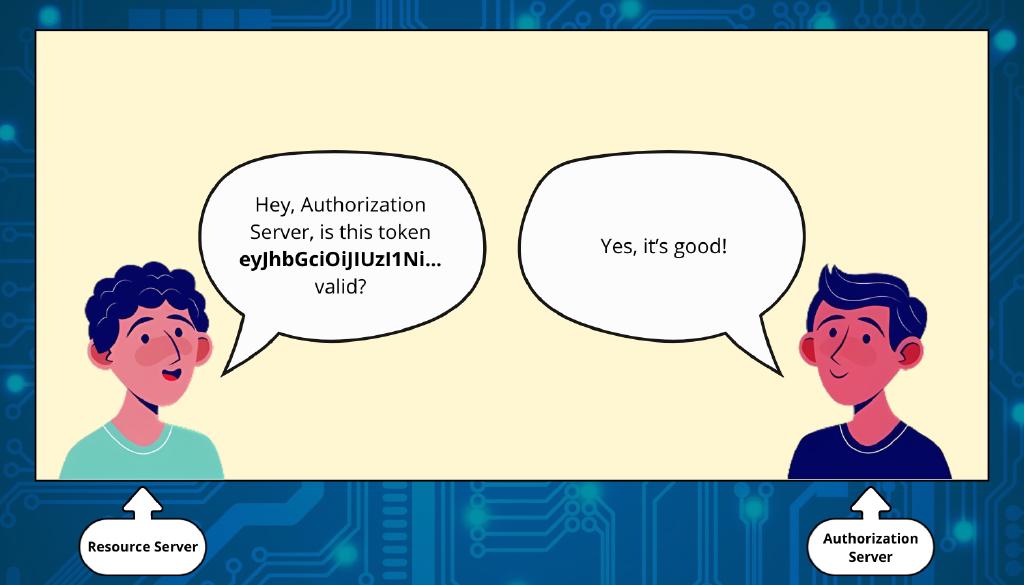 Hey, Authorization
Server, is this token
eyJhbGciOiJIUzI1Ni...
valid?
Yes, it's good!
Resource Server
Authorization
Server